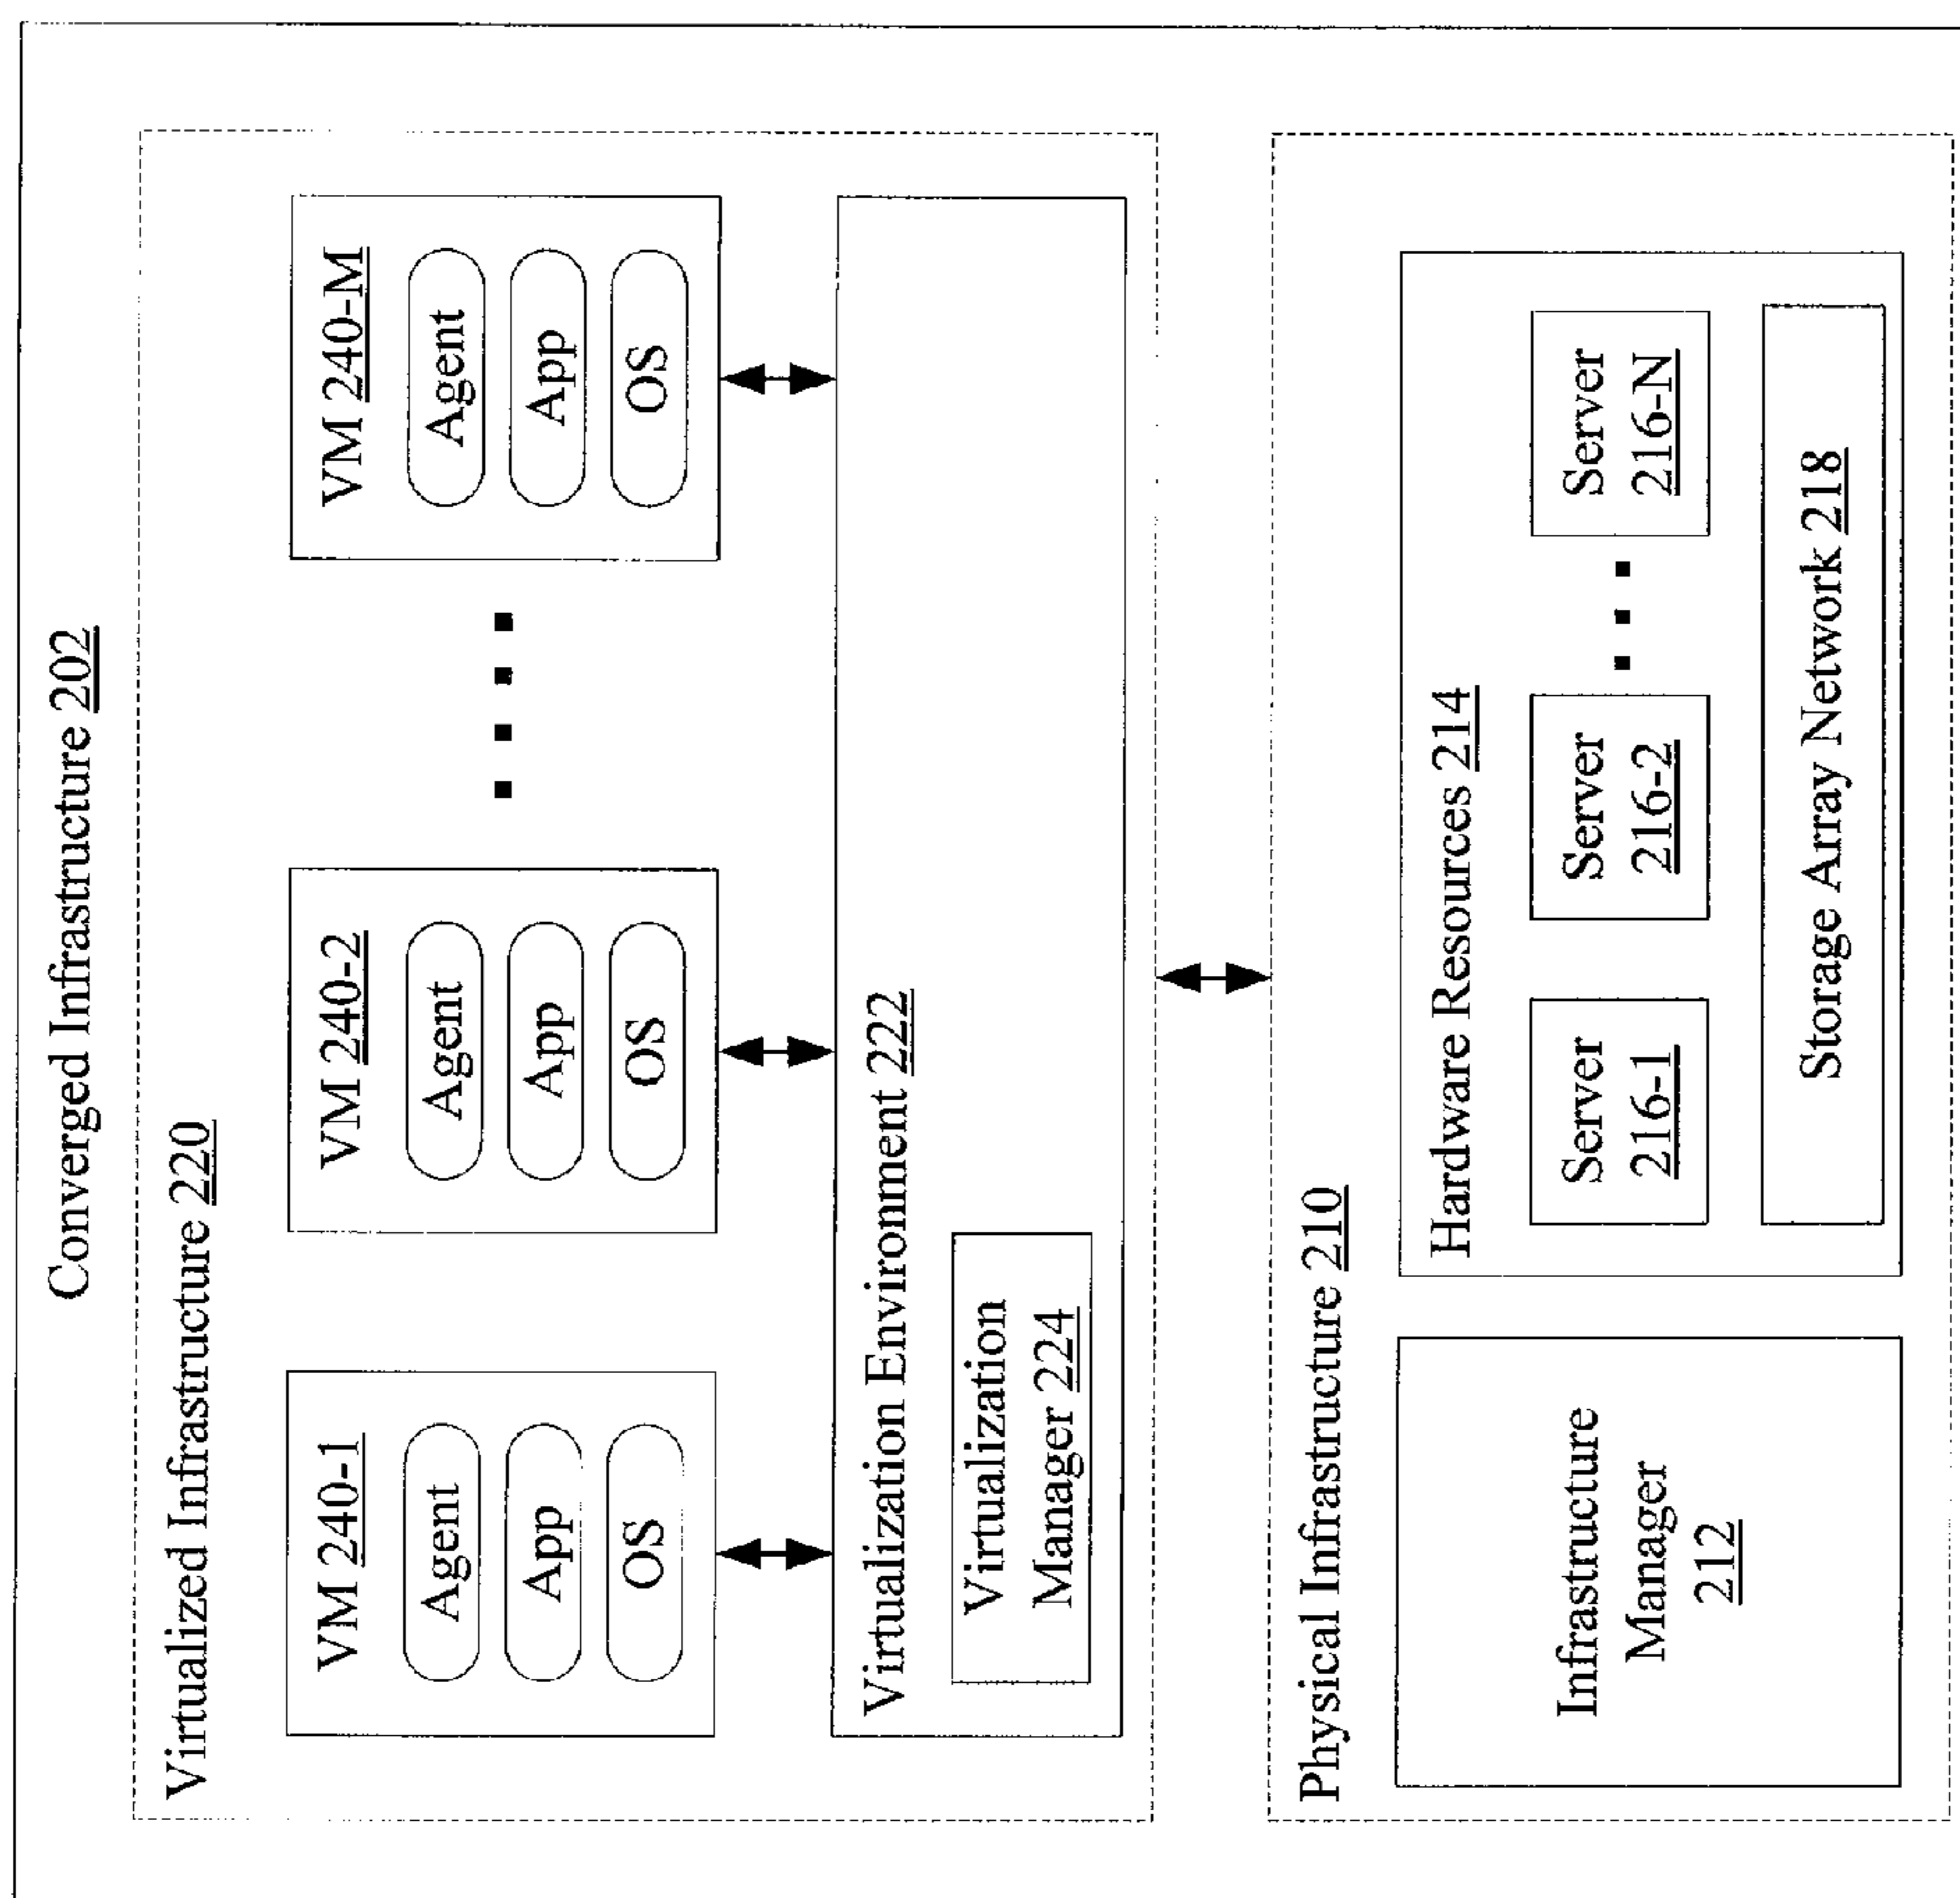 Converged Infrastructure 202
Virtualized Infrastructure 220
VM 240-1
Agent
App
OS
VM 240-2
Agent
App
OS
VM 240-M
Agent
App
OS
Virtualization Environment 222
Virtualization
Manager 224
Physical Infrastructure 210
Infrastructure
Manager
212
Hardware Resources 214
Server
216-1
Server
216-2
Server
216-N
Storage Array Network 218